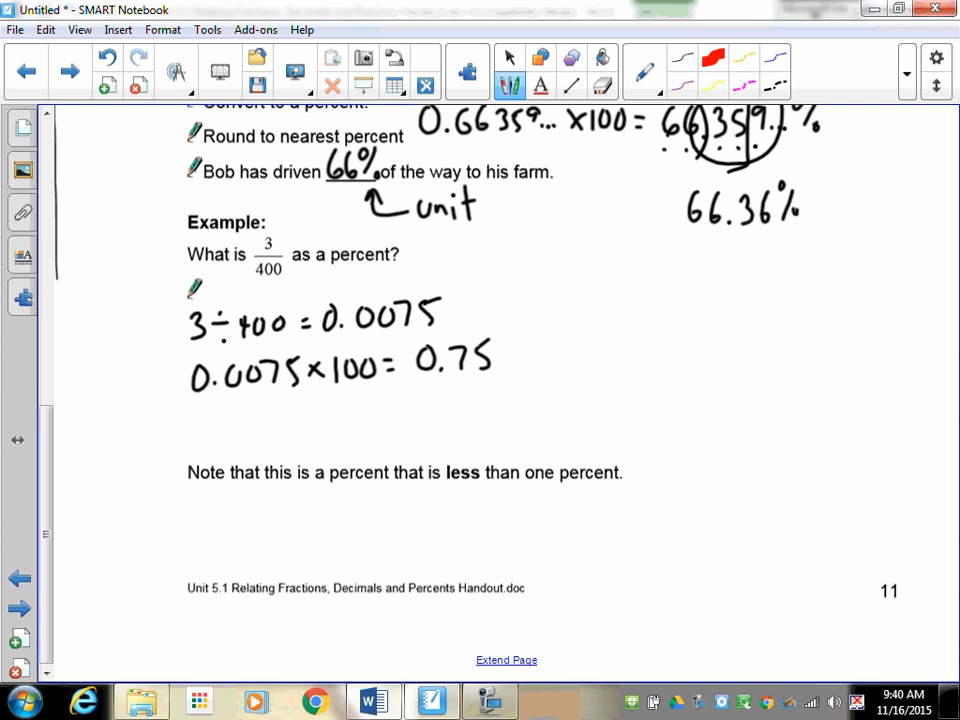 Untitled * - SMART Notebook
File Edit View Insert Format Tools Add-ons Help
Convert to a percent.
Round to nearest percent 0.66359... ×100 = 66.359...%
Bob has driven 66% of the way to his farm.
unit
66.36%
Example:
What is 3/400 as a percent?
3 ÷ 400 = 0.0075
0.0075 × 100 = 0.75
Note that this is a percent that is less than one percent.
Unit 5.1 Relating Fractions, Decimals and Percents Handout.doc
11
Extend Page
9:40 AM
11/16/2015